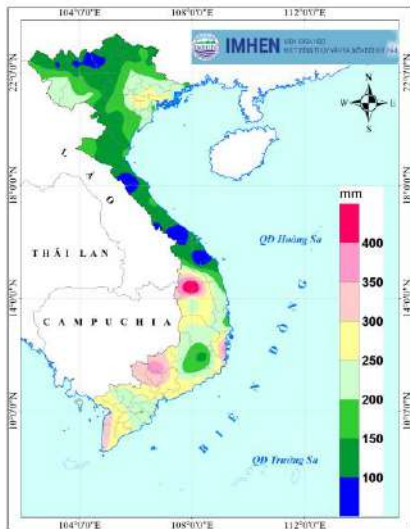 IMHEN
104°0'0"E
108°0'0"E
112°0'0"E
22°0'0"N
22°0'0"N
N
W
E
S
L À O
18°0'0"N
18°0'0"N
mm
QĐ Hoàng Sa
THÁI LAN
400
350
14°0'0"N
14°0'0"N
CAMPUCHIA
300
250
200
BIỂN ĐÔNG
10°0'0"N
10°0'0"N
150
QĐ Trường Sa
100
104°0'0"E
108°0'0"E
112°0'0"E